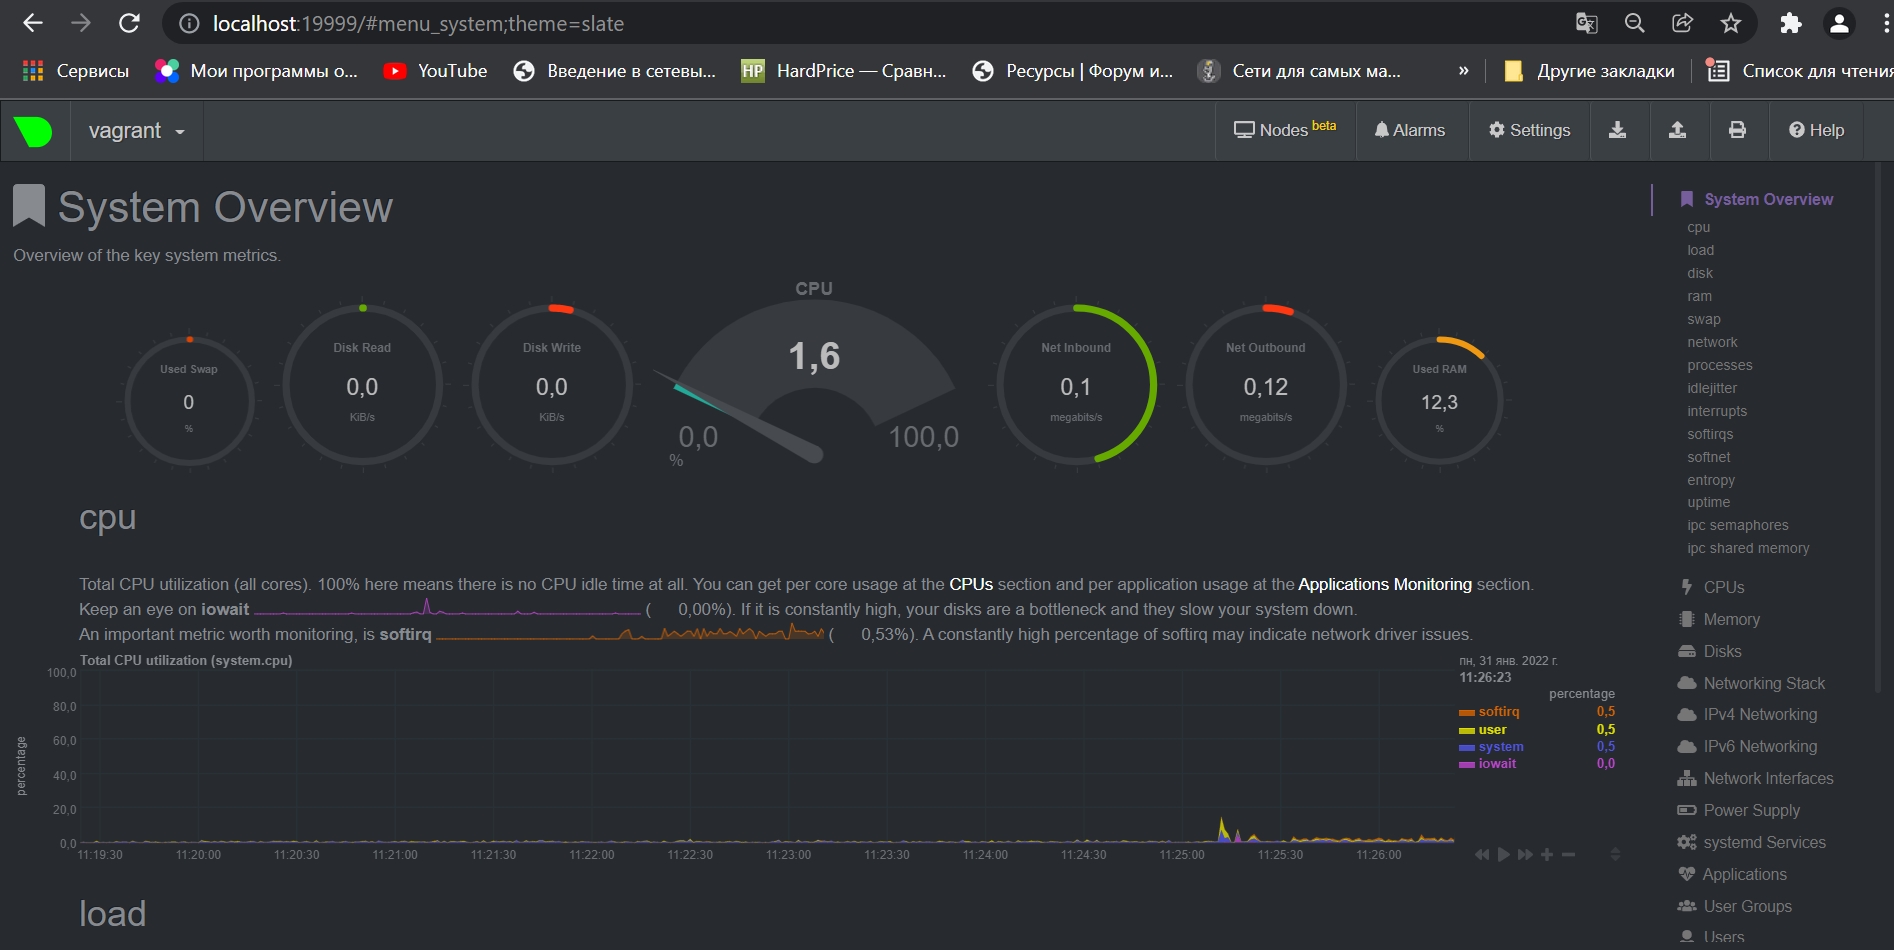 localhost:19999/#menu_system;theme=slate
Сервисы
Мои программы о...
YouTube
Введение в сетевы...
HP
HardPrice — Сравн...
Ресурсы | Форум и...
Сети для самых ма...
»
Другие закладки
Список для чтения
vagrant
Nodes beta
Alarms
Settings
Help
System Overview
Overview of the key system metrics.
Used Swap
0
%
Disk Read
0,0
KiB/s
Disk Write
0,0
KiB/s
CPU
1,6
0,0
100,0
%
Net Inbound
0,1
megabits/s
Net Outbound
0,12
megabits/s
Used RAM
12,3
%
cpu
Total CPU utilization (all cores). 100% here means there is no CPU idle time at all. You can get per core usage at the CPUs section and per application usage at the Applications Monitoring section.
Keep an eye on iowait ( 0,00%). If it is constantly high, your disks are a bottleneck and they slow your system down.
An important metric worth monitoring, is softirq ( 0,53%). A constantly high percentage of softirq may indicate network driver issues.
Total CPU utilization (system.cpu)
percentage
100,0
80,0
60,0
40,0
20,0
0,0
11:19:30 11:20:00 11:20:30 11:21:00 11:21:30 11:22:00 11:22:30 11:23:00 11:23:30 11:24:00 11:24:30 11:25:00 11:25:30 11:26:00
пн, 31 янв. 2022 г.
11:26:23
percentage
softirq 0,5
user 0,5
system 0,5
iowait 0,0
load
System Overview
cpu
load
disk
ram
swap
network
processes
idlejitter
interrupts
softirqs
softnet
entropy
uptime
ipc semaphores
ipc shared memory
CPUs
Memory
Disks
Networking Stack
IPv4 Networking
IPv6 Networking
Network Interfaces
Power Supply
systemd Services
Applications
User Groups
Users